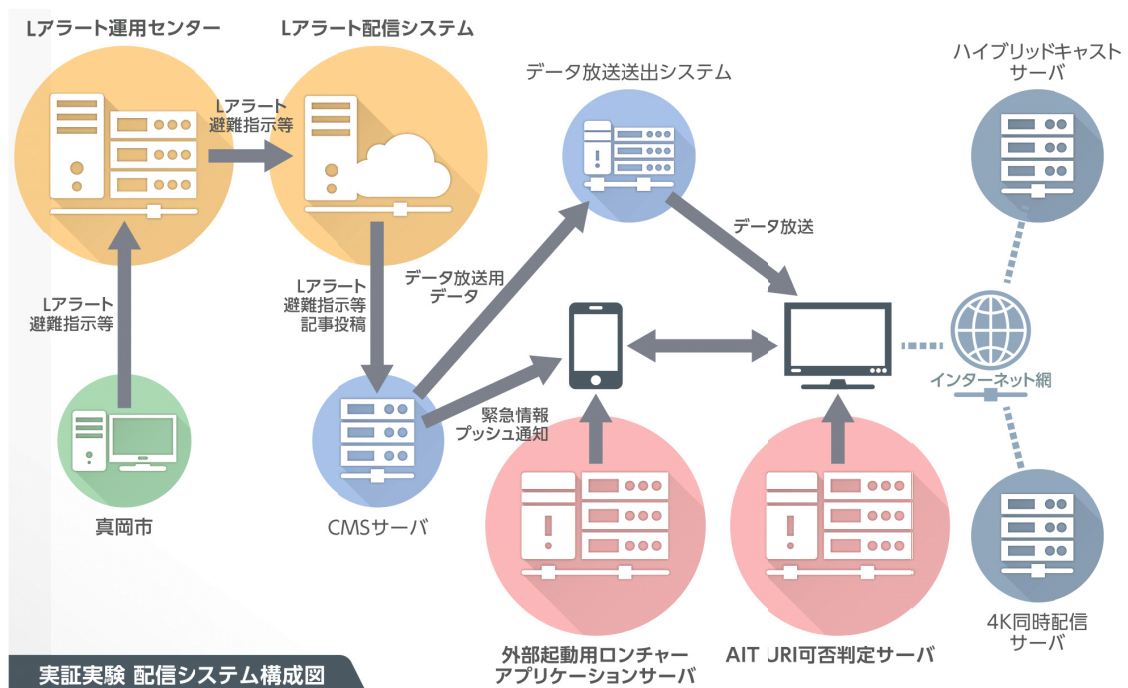 Lアラート運用センター
Lアラート配信システム
データ放送送出システム
ハイブリッドキャスト
サーバ
Lアラート
避難指示等
データ放送
Lアラート
避難指示等
Lアラート
避難指示等
記事投稿
データ放送用
データ
インターネット網
緊急情報
プッシュ通知
真岡市
CMSサーバ
4K同時配信
サーバ
外部起動用ロンチャー
アプリケーションサーバ
AIT URI可否判定サーバ
実証実験 配信システム構成図